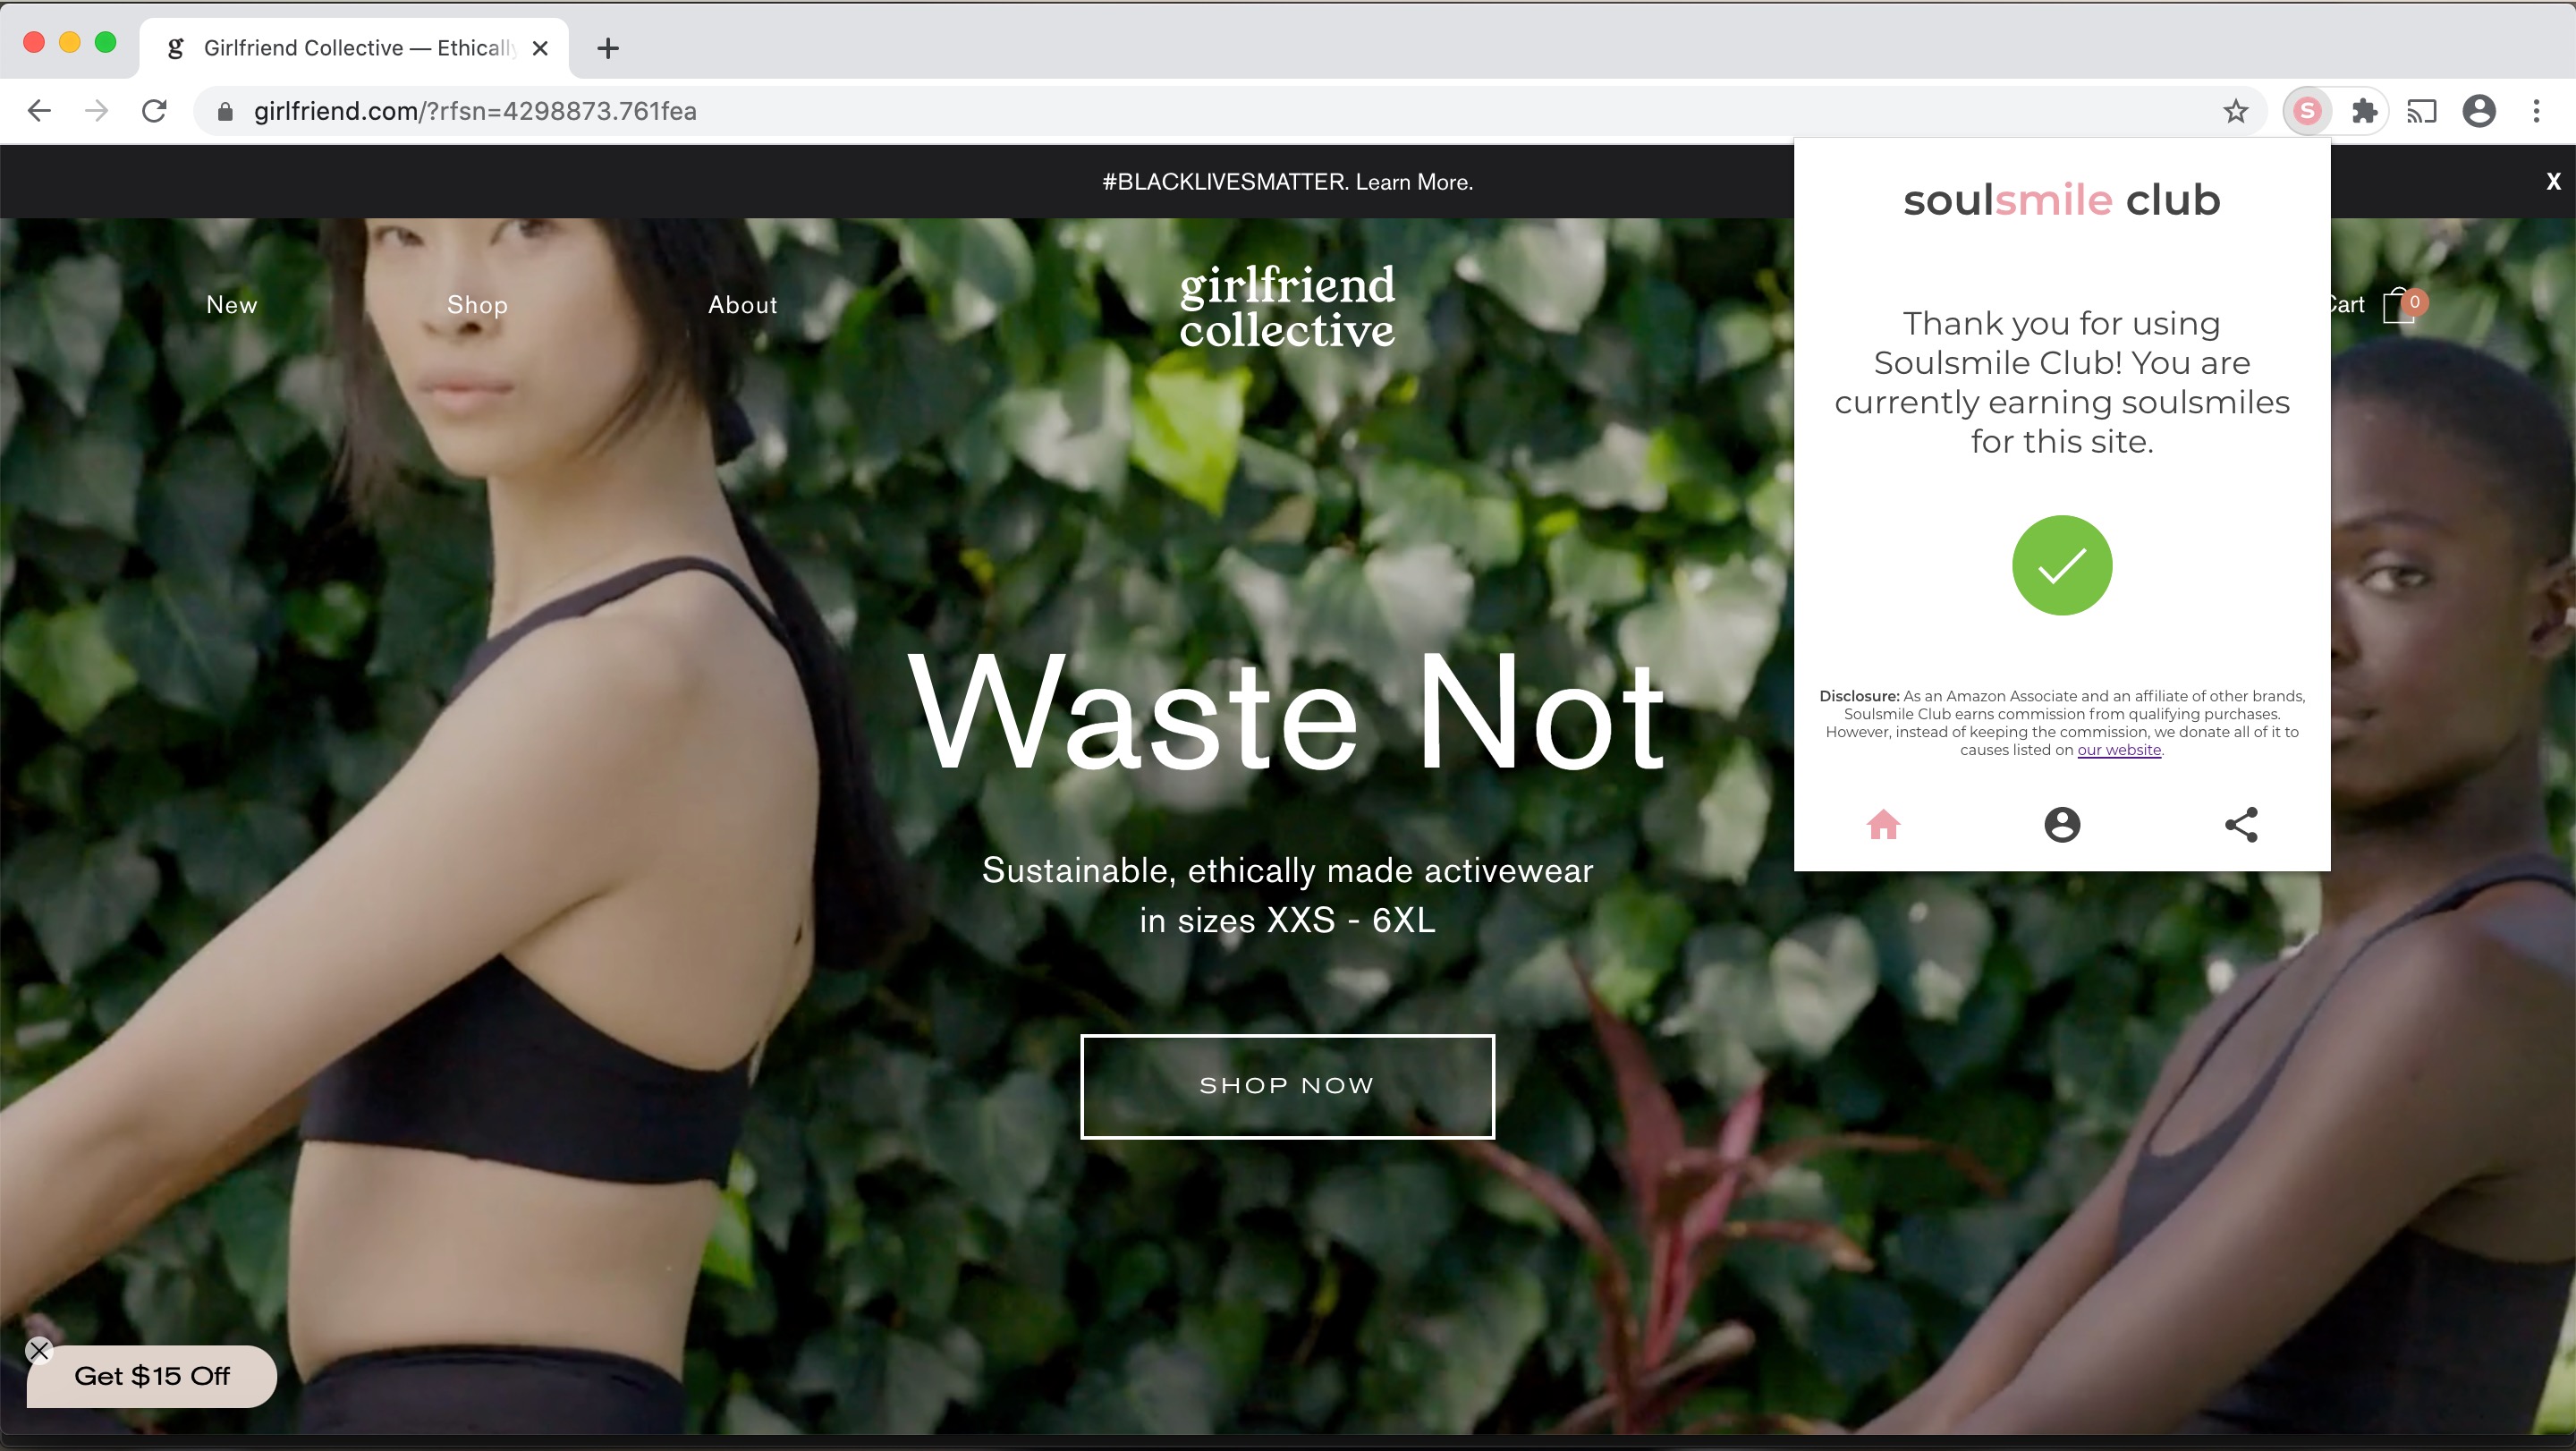 g Girlfriend Collective — Ethically
girlfriend.com/?rfsn=4298873.761fea
S
#BLACKLIVESMATTER. Learn More.
X
New
Shop
About
girlfriend
collective
Cart
0
Waste Not
Sustainable, ethically made activewear
in sizes XXS - 6XL
SHOP NOW
Get $15 Off
soulsmile club
Thank you for using
Soulsmile Club! You are
currently earning soulsmiles
for this site.
Disclosure: As an Amazon Associate and an affiliate of other brands,
Soulsmile Club earns commission from qualifying purchases.
However, instead of keeping the commission, we donate all of it to
causes listed on our website.